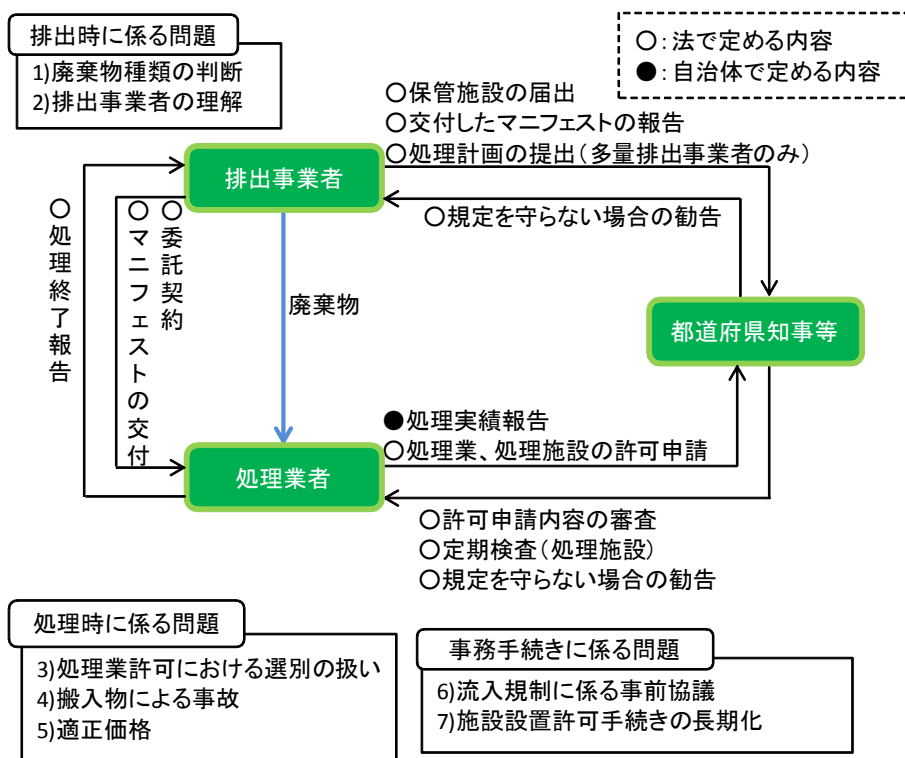 排出時に係る問題
1)廃棄物種類の判断
2)排出事業者の理解
○：法で定める内容
●：自治体で定める内容
○保管施設の届出
○交付したマニフェストの報告
○処理計画の提出（多量排出事業者のみ）
排出事業者
○規定を守らない場合の勧告
○処理終了報告
○マニフェストの交付
○委託契約
廃棄物
都道府県知事等
●処理実績報告
○処理業、処理施設の許可申請
処理業者
○許可申請内容の審査
○定期検査（処理施設）
○規定を守らない場合の勧告
処理時に係る問題
3)処理業許可における選別の扱い
4)搬入物による事故
5)適正価格
事務手続きに係る問題
6)流入規制に係る事前協議
7)施設設置許可手続きの長期化